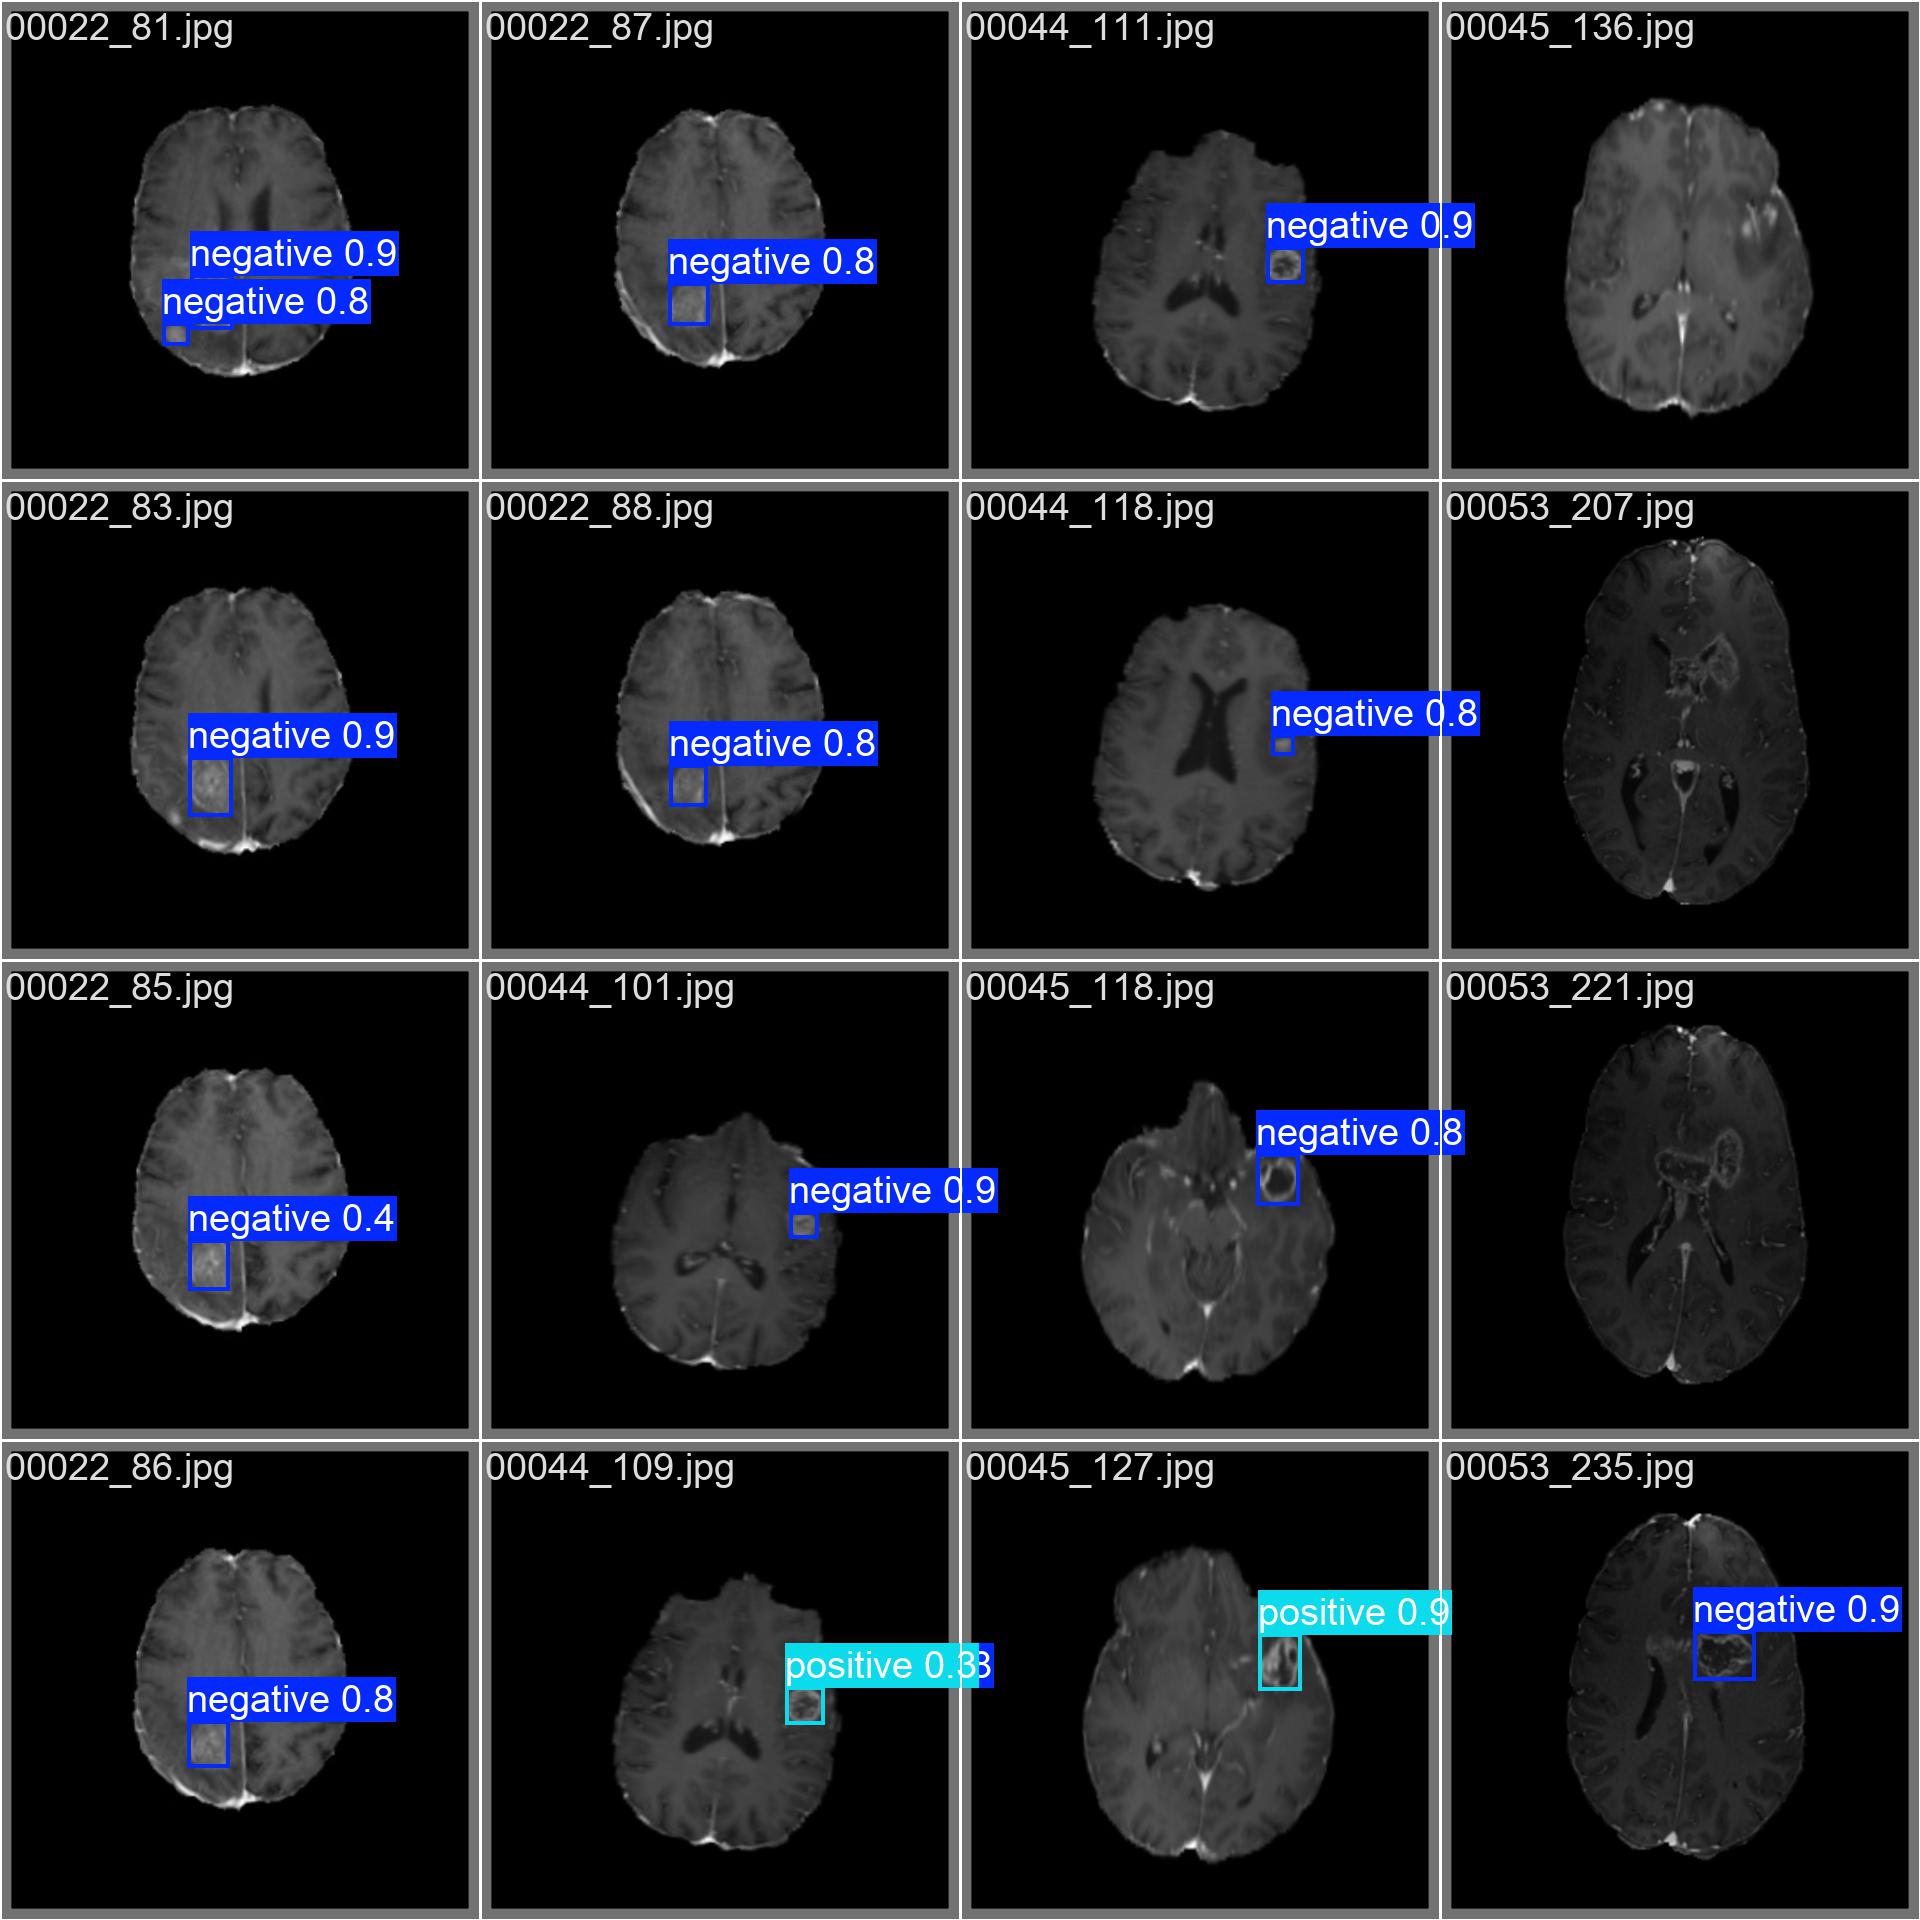 00022_81.jpg
negative 0.9
negative 0.8
00022_87.jpg
negative 0.8
00044_111.jpg
negative 0.9
00045_136.jpg
00022_83.jpg
negative 0.9
00022_88.jpg
negative 0.8
00044_118.jpg
negative 0.8
00053_207.jpg
00022_85.jpg
negative 0.4
00044_101.jpg
negative 0.9
00045_118.jpg
negative 0.8
00053_221.jpg
00022_86.jpg
negative 0.8
00044_109.jpg
positive 0.3
00045_127.jpg
positive 0.9
00053_235.jpg
negative 0.9